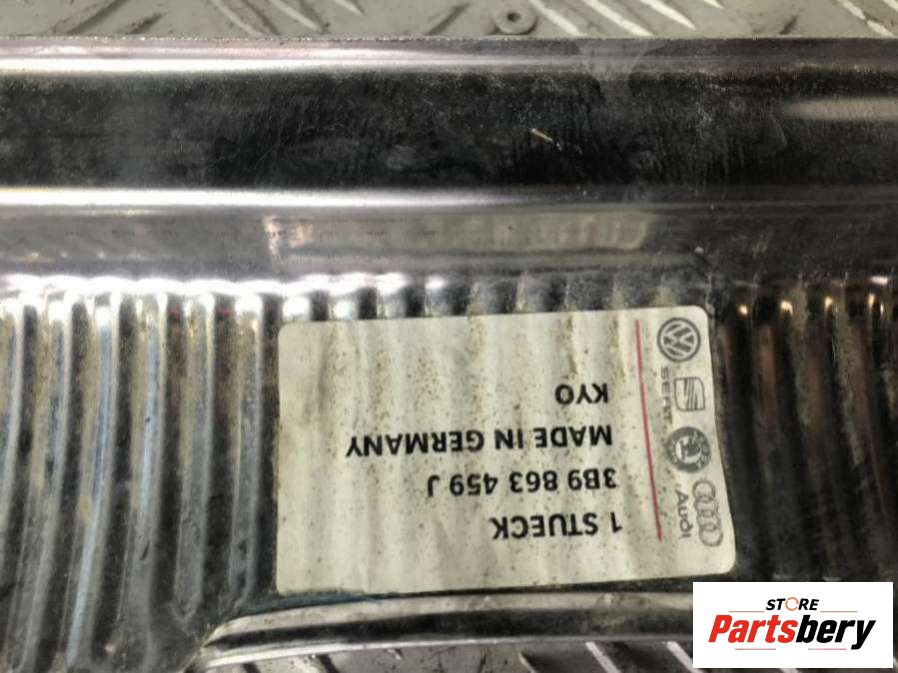 1 STUECK
3B9 863 459 J
MADE IN GERMANY
KYO
Audi
SEAT
STORE
Partsbery